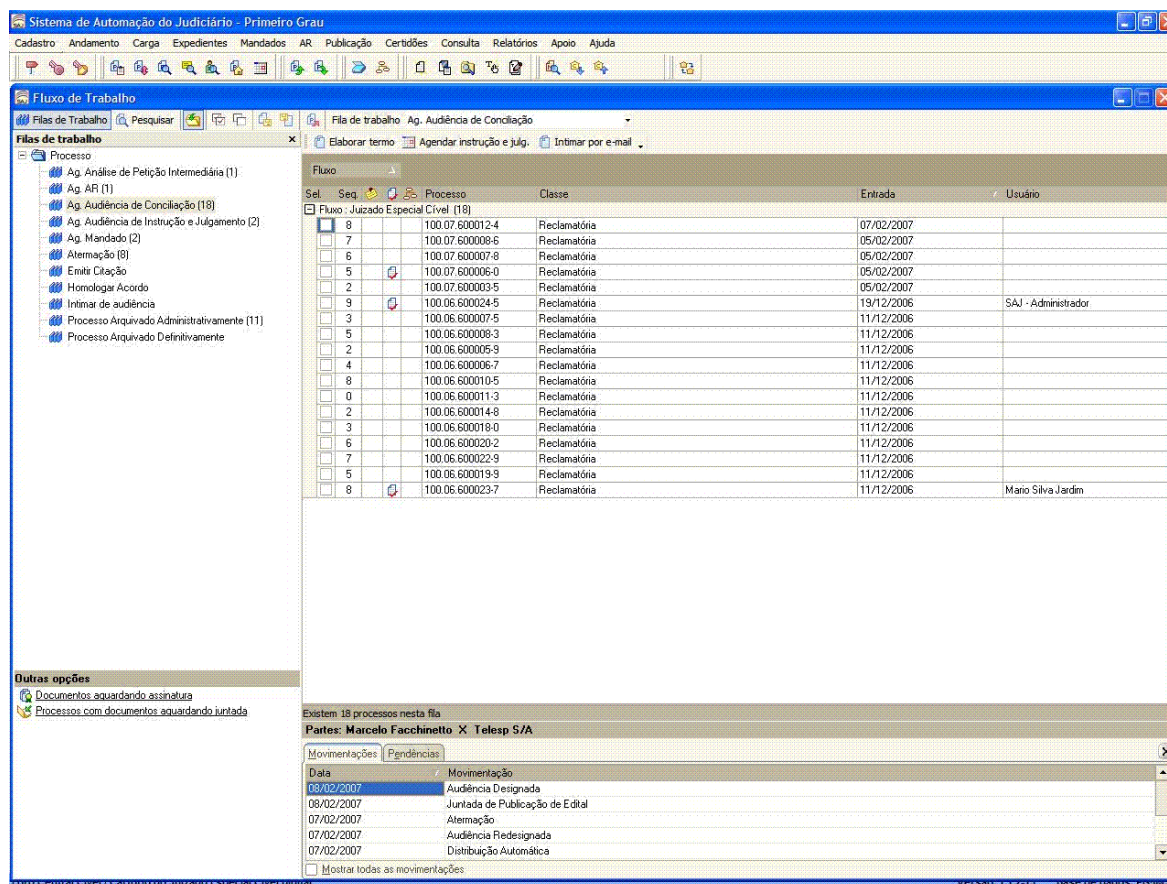 Sistema de Automação do Judiciário - Primeiro Grau
Cadastro Andamento Carga Expedientes Mandados AR Publicação Certidões Consulta Relatórios Apoio Ajuda
Fluxo de Trabalho
Filas de Trabalho Pesquisar Fila de trabalho Ag. Audiência de Conciliação
Filas de trabalho x
Elaborar termo Agendar instrução e julg. Intimar por e-mail
Processo
Ag. Análise de Petição Intermediária (1)
Ag. AR (1)
Ag. Audiência de Conciliação (18)
Ag. Audiência de Instrução e Julgamento (2)
Ag. Mandado (2)
Atermação (8)
Emitir Citação
Homologar Acordo
Intimar de audiência
Processo Arquivado Administrativamente (11)
Processo Arquivado Definitivamente
Fluxo
Sel. Seq. Processo Classe Entrada Usuário
Fluxo : Juizado Especial Cível (18)
8 100.07.600012-4 Reclamatória 07/02/2007
7 100.07.600008-6 Reclamatória 05/02/2007
6 100.07.600007-8 Reclamatória 05/02/2007
5 100.07.600006-0 Reclamatória 05/02/2007
2 100.07.600003-5 Reclamatória 05/02/2007
9 100.06.600024-5 Reclamatória 19/12/2006 SAJ - Administrador
3 100.06.600007-5 Reclamatória 11/12/2006
5 100.06.600008-3 Reclamatória 11/12/2006
2 100.06.600005-9 Reclamatória 11/12/2006
4 100.06.600006-7 Reclamatória 11/12/2006
8 100.06.600010-5 Reclamatória 11/12/2006
0 100.06.600011-3 Reclamatória 11/12/2006
2 100.06.600014-8 Reclamatória 11/12/2006
3 100.06.600018-0 Reclamatória 11/12/2006
6 100.06.600020-2 Reclamatória 11/12/2006
7 100.06.600022-9 Reclamatória 11/12/2006
5 100.06.600019-9 Reclamatória 11/12/2006
8 100.06.600023-7 Reclamatória 11/12/2006 Mario Silva Jardim
Outras opções
Documentos aguardando assinatura
Processos com documentos aguardando juntada
Existem 18 processos nesta fila
Partes: Marcelo Facchinetto X Telesp S/A
Movimentações Pendências
Data Movimentação
08/02/2007 Audiência Designada
08/02/2007 Juntada de Publicação de Edital
07/02/2007 Atermação
07/02/2007 Audiência Redesignada
07/02/2007 Distribuição Automática
Mostrar todas as movimentações